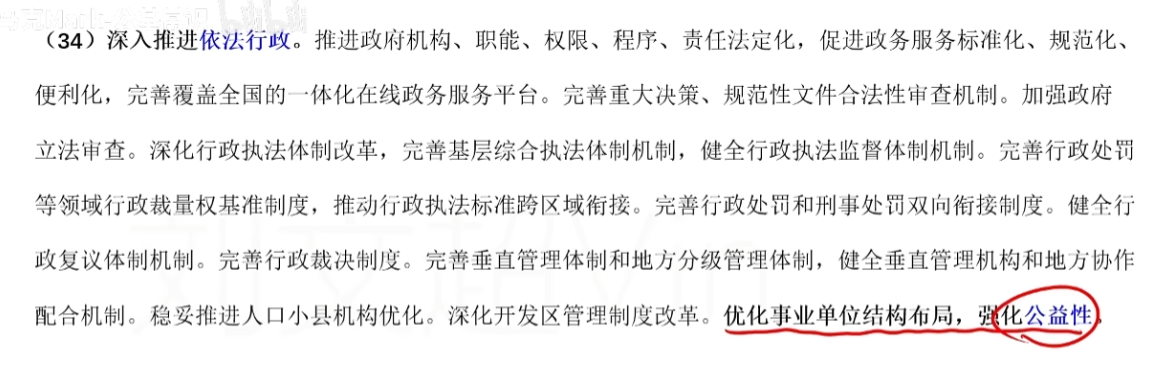 （34）深入推进依法行政。推进政府机构、职能、权限、程序、责任法定化，促进政务服务标准化、规范化、
便利化，完善覆盖全国的一体化在线政务服务平台。完善重大决策、规范性文件合法性审查机制。加强政府
立法审查。深化行政执法体制改革，完善基层综合执法体制机制，健全行政执法监督体制机制。完善行政处罚
等领域行政裁量权基准制度，推动行政执法标准跨区域衔接。完善行政处罚和刑事处罚双向衔接制度。健全行
政复议体制机制。完善行政裁决制度。完善垂直管理体制和地方分级管理体制，健全垂直管理机构和地方协作
配合机制。稳妥推进人口小县机构优化。深化开发区管理制度改革。优化事业单位结构布局，强化公益性。